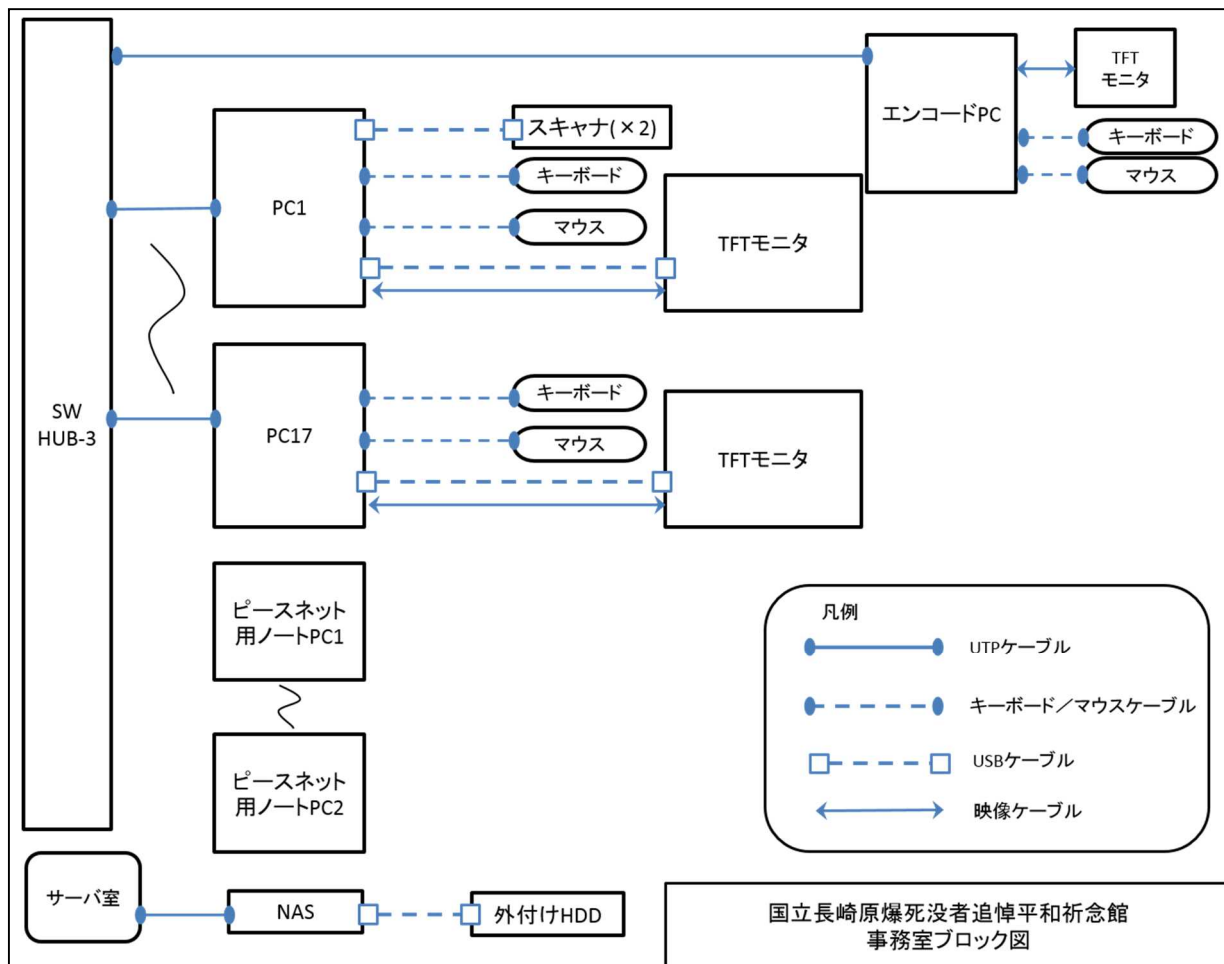 SW
HUB-3
エンコードPC
TFT
モニタ
キーボード
マウス
PC1
スキャナ(×2)
キーボード
マウス
TFTモニタ
PC17
キーボード
マウス
TFTモニタ
ピースネット
用ノートPC1
ピースネット
用ノートPC2
凡例
UTPケーブル
キーボード/マウスケーブル
USBケーブル
映像ケーブル
サーバ室
NAS
外付けHDD
国立長崎原爆死没者追悼平和祈念館
事務室ブロック図